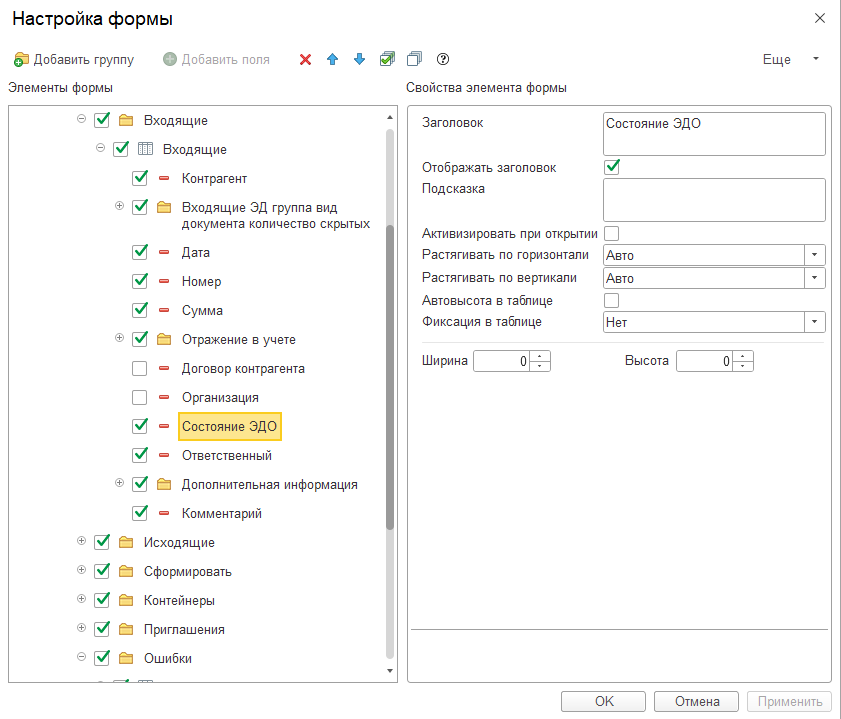 Настройка формы
Добавить группу
Добавить поля
Еще
Элементы формы
Свойства элемента формы
Входящие
Входящие
Контрагент
Входящие ЭД группа вид
документа количество скрытых
Дата
Номер
Сумма
Отражение в учете
Договор контрагента
Организация
Состояние ЭДО
Ответственный
Дополнительная информация
Комментарий
Исходящие
Сформировать
Контейнеры
Приглашения
Ошибки
Заголовок
Состояние ЭДО
Отображать заголовок
Подсказка
Активизировать при открытии
Растягивать по горизонтали Авто
Растягивать по вертикали Авто
Автовысота в таблице
Фиксация в таблице Нет
Ширина 0 Высота 0
OK Отмена Применить